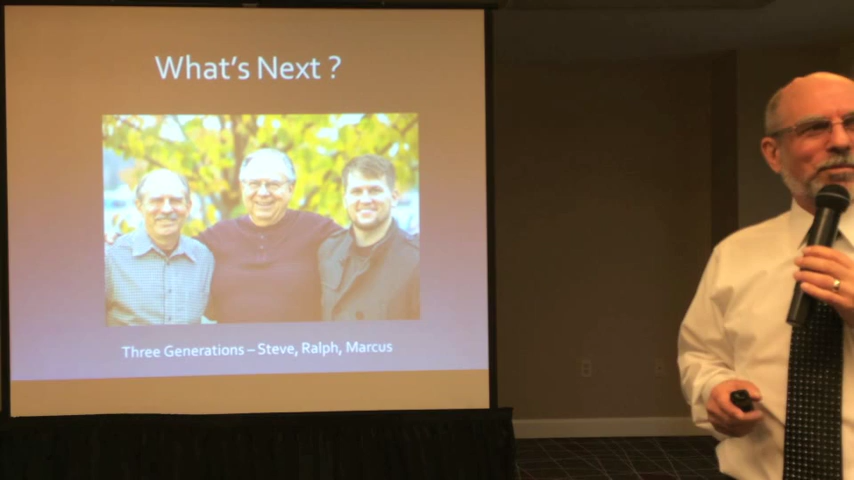 What's Next ?
Three Generations – Steve, Ralph, Marcus